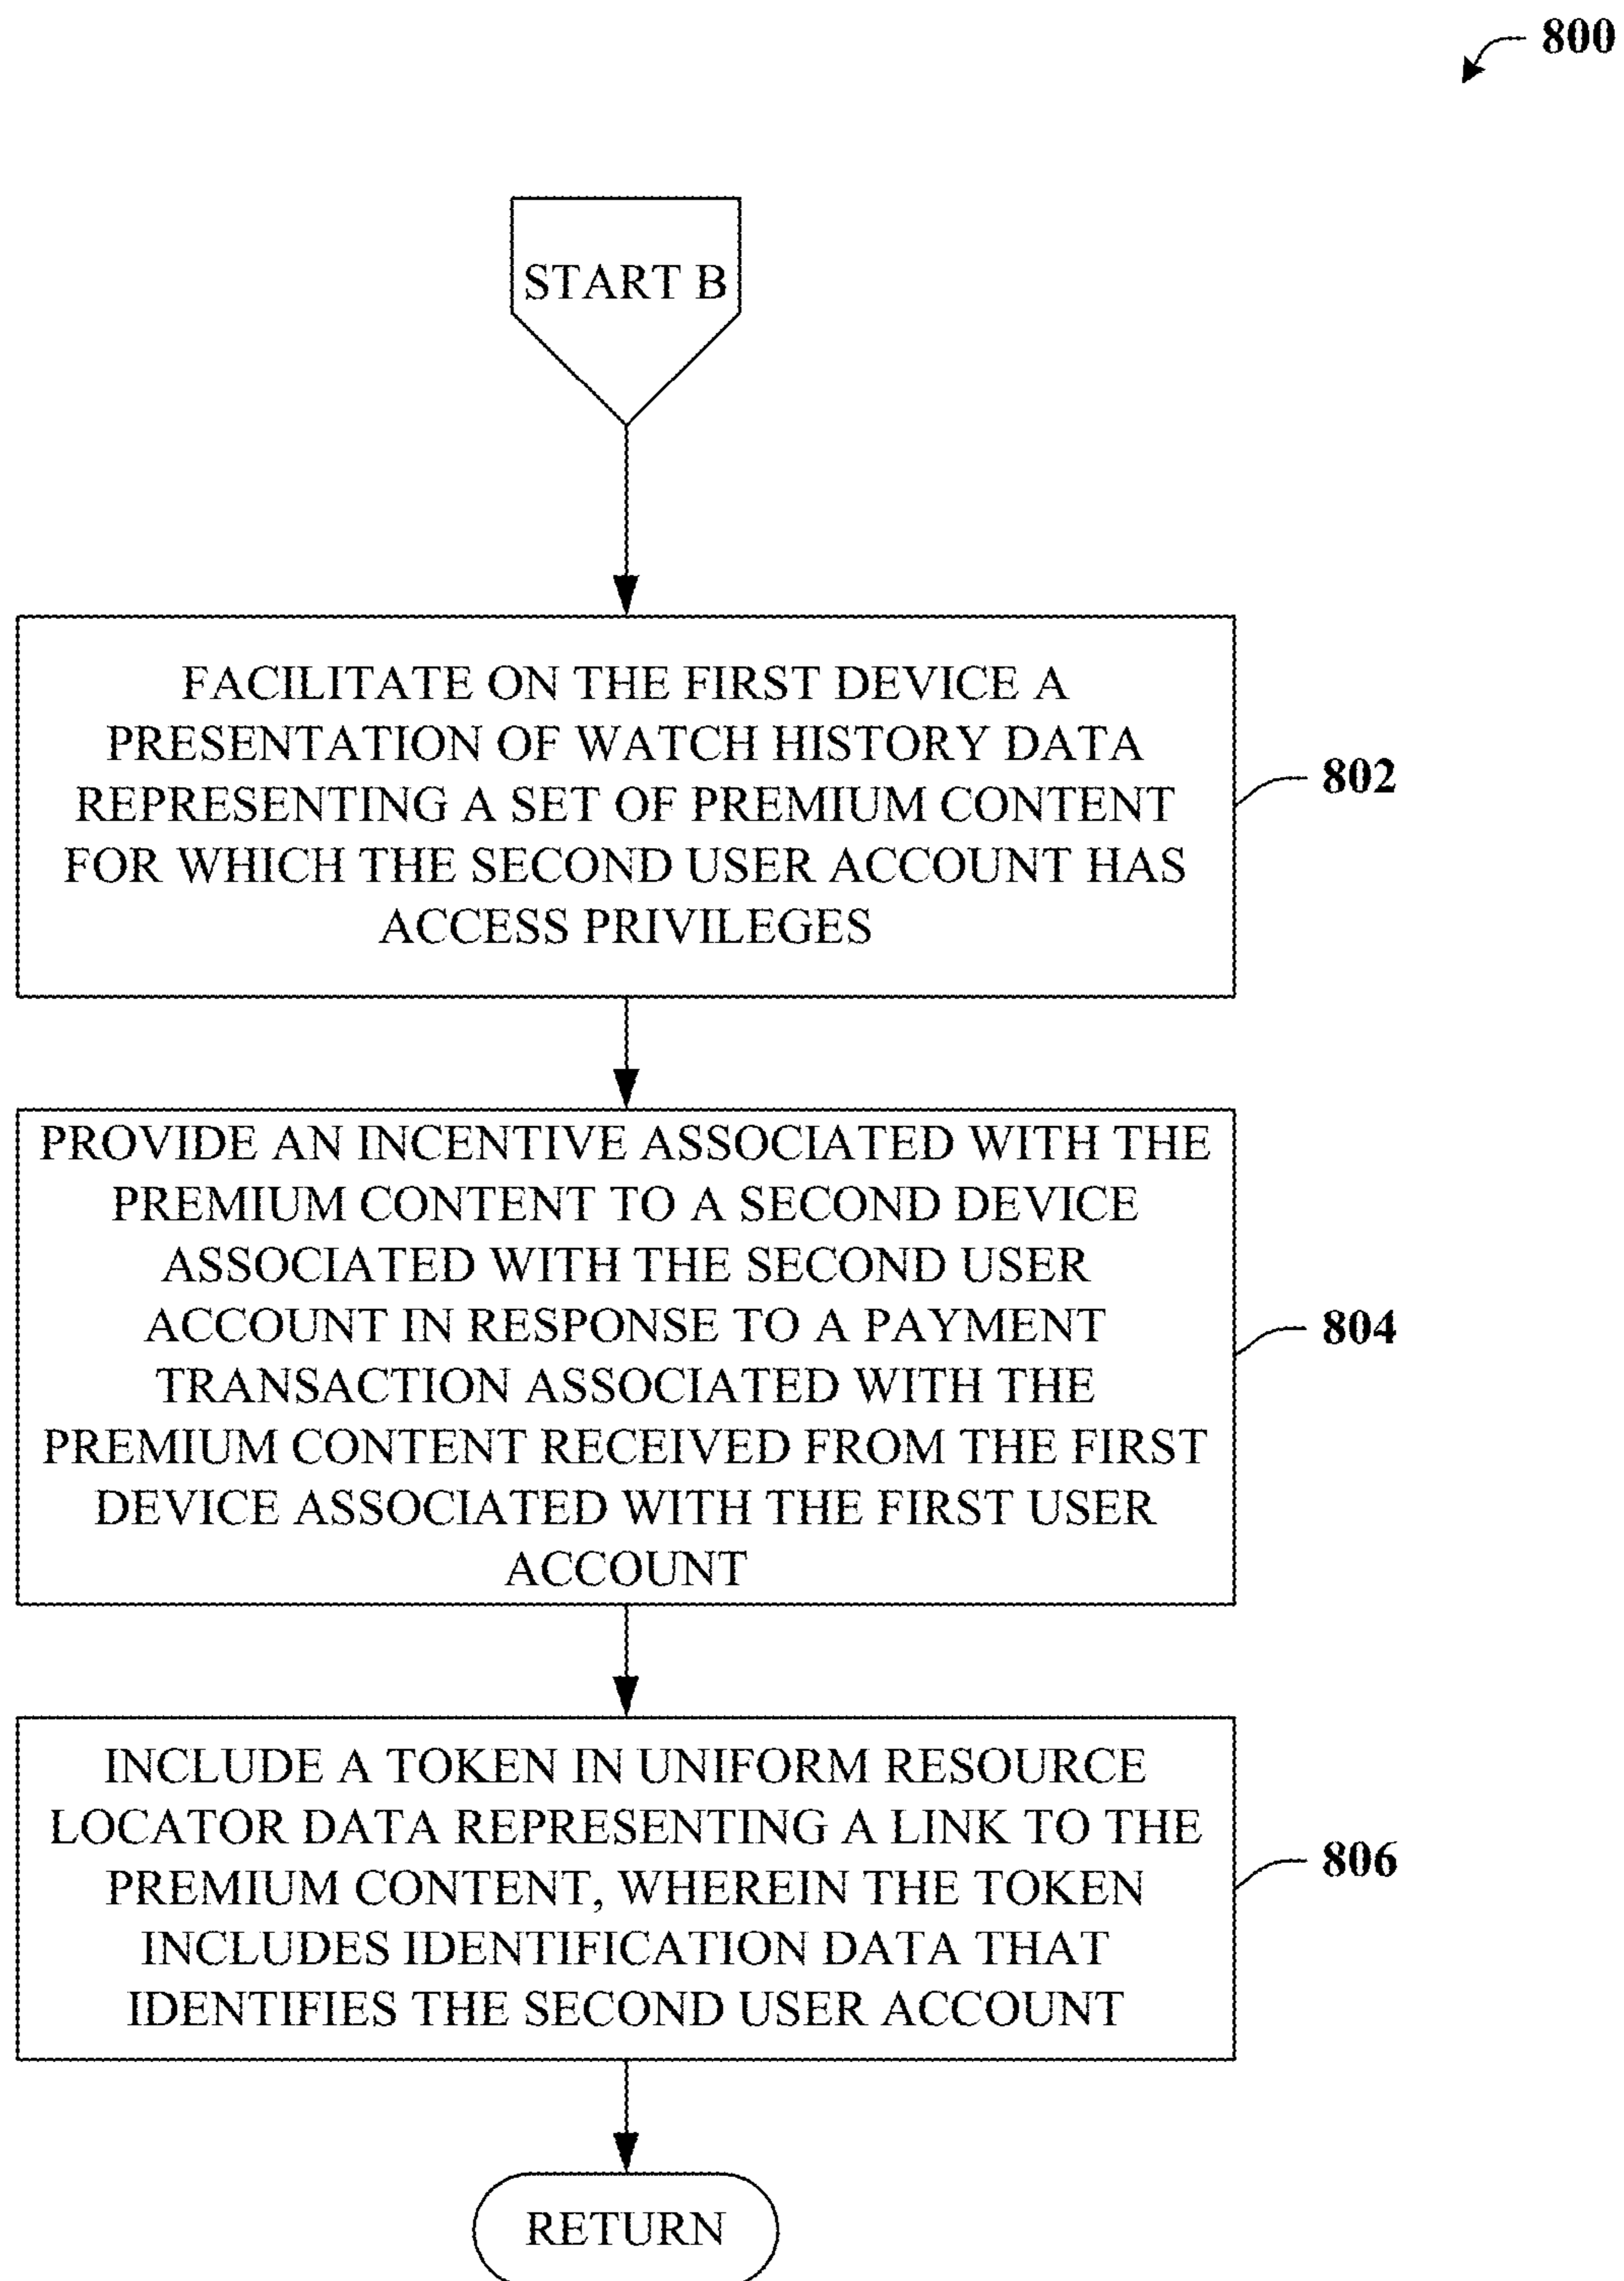 800
START B
FACILITATE ON THE FIRST DEVICE A
PRESENTATION OF WATCH HISTORY DATA
REPRESENTING A SET OF PREMIUM CONTENT
FOR WHICH THE SECOND USER ACCOUNT HAS
ACCESS PRIVILEGES
802
PROVIDE AN INCENTIVE ASSOCIATED WITH THE
PREMIUM CONTENT TO A SECOND DEVICE
ASSOCIATED WITH THE SECOND USER
ACCOUNT IN RESPONSE TO A PAYMENT
TRANSACTION ASSOCIATED WITH THE
PREMIUM CONTENT RECEIVED FROM THE FIRST
DEVICE ASSOCIATED WITH THE FIRST USER
ACCOUNT
804
INCLUDE A TOKEN IN UNIFORM RESOURCE
LOCATOR DATA REPRESENTING A LINK TO THE
PREMIUM CONTENT, WHEREIN THE TOKEN
INCLUDES IDENTIFICATION DATA THAT
IDENTIFIES THE SECOND USER ACCOUNT
806
RETURN